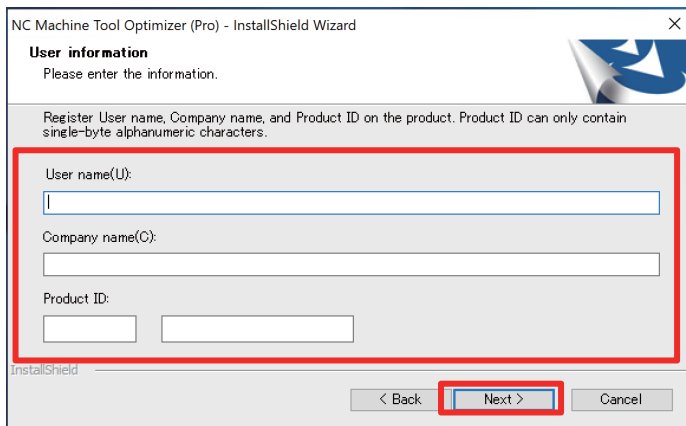 NC Machine Tool Optimizer (Pro) - InstallShield Wizard
User information
Please enter the information.
Register User name, Company name, and Product ID on the product. Product ID can only contain
single-byte alphanumeric characters.
User name(U):
Company name(C):
Product ID:
InstallShield
< Back Next > Cancel